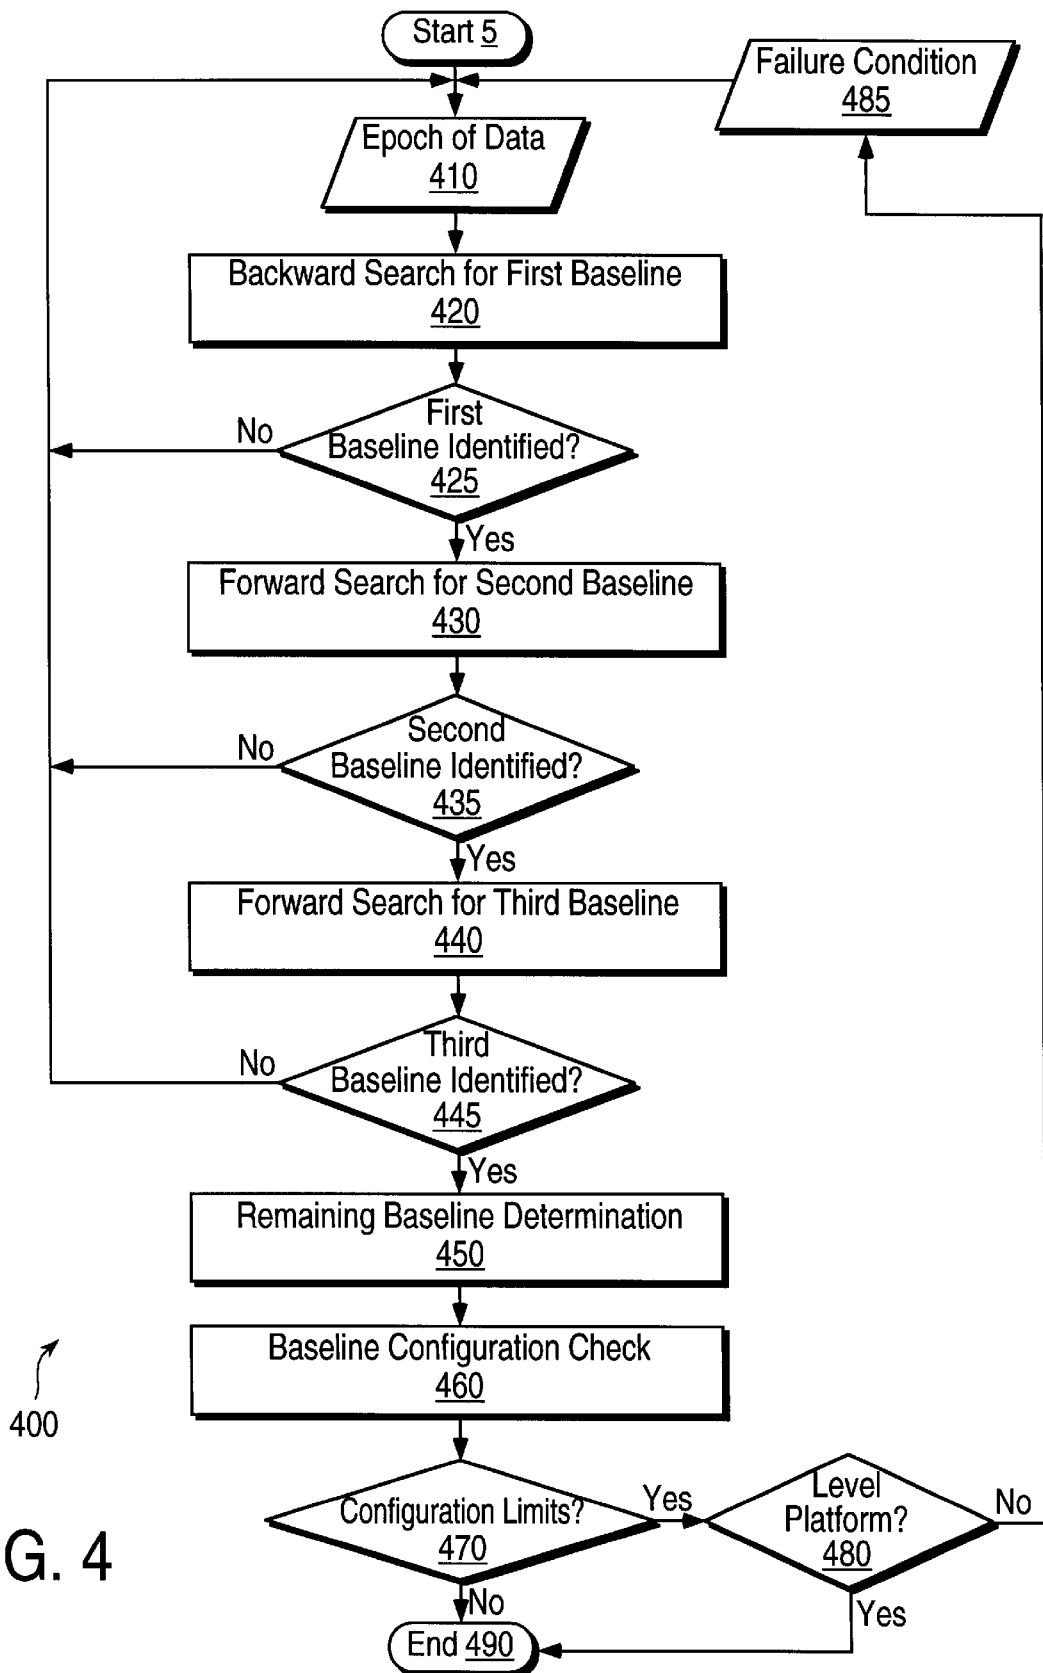 Start 5
Failure Condition
485
Epoch of Data
410
Backward Search for First Baseline
420
First
Baseline Identified?
425
No
Yes
Forward Search for Second Baseline
430
Second
Baseline Identified?
435
No
Yes
Forward Search for Third Baseline
440
Third
Baseline Identified?
445
No
Yes
Remaining Baseline Determination
450
Baseline Configuration Check
460
400
Configuration Limits?
470
Yes
No
Level
Platform?
480
No
Yes
End 490
G. 4